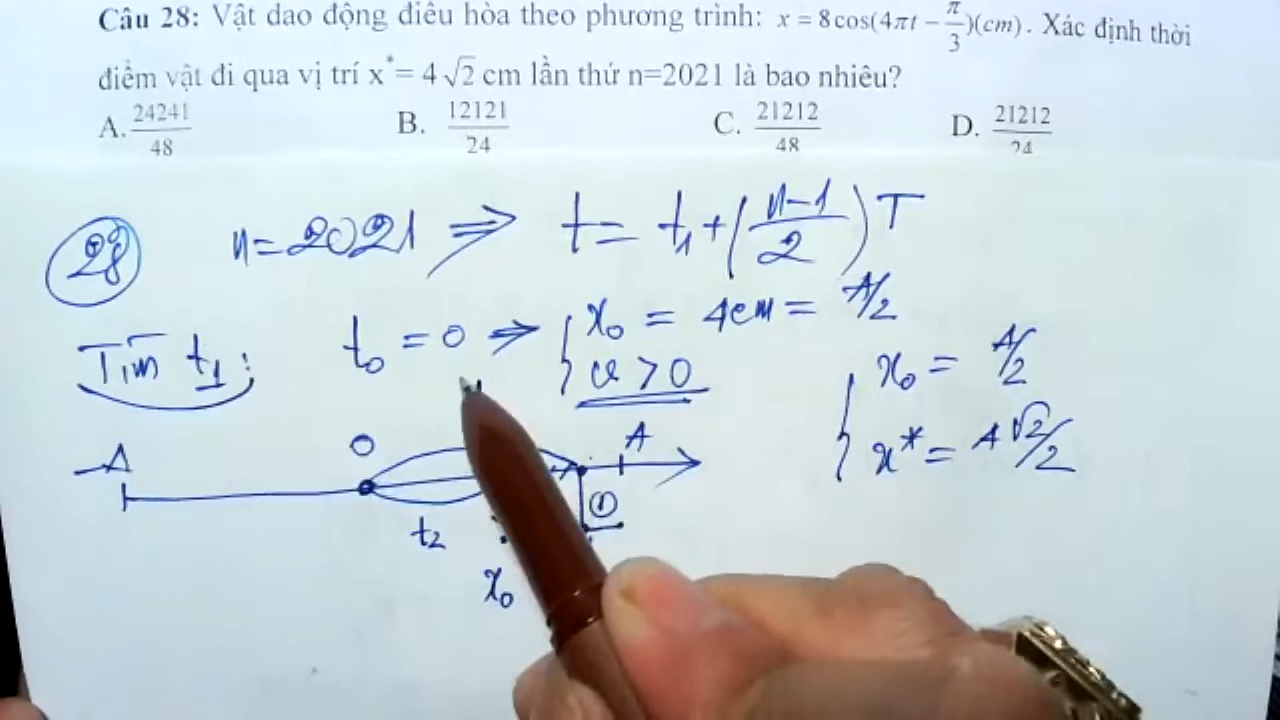 Câu 28: Vật dao động điều hòa theo phương trình: x = 8cos(4πt − π/3)(cm). Xác định thời
điểm vật đi qua vị trí x*= 4√2 cm lần thứ n=2021 là bao nhiêu?
A. 24241/48 B. 12121/24 C. 21212/48 D. 21212/24
28 n=2021 ⇒ t = t₁+(n-1/2)T
Tìm t₁: t₀ = 0 ⇒ { x₀ = 4cm = A/2
v > 0
{ x₀ = A/2
x* = A√2/2
-A O A
①
t₂
x₀